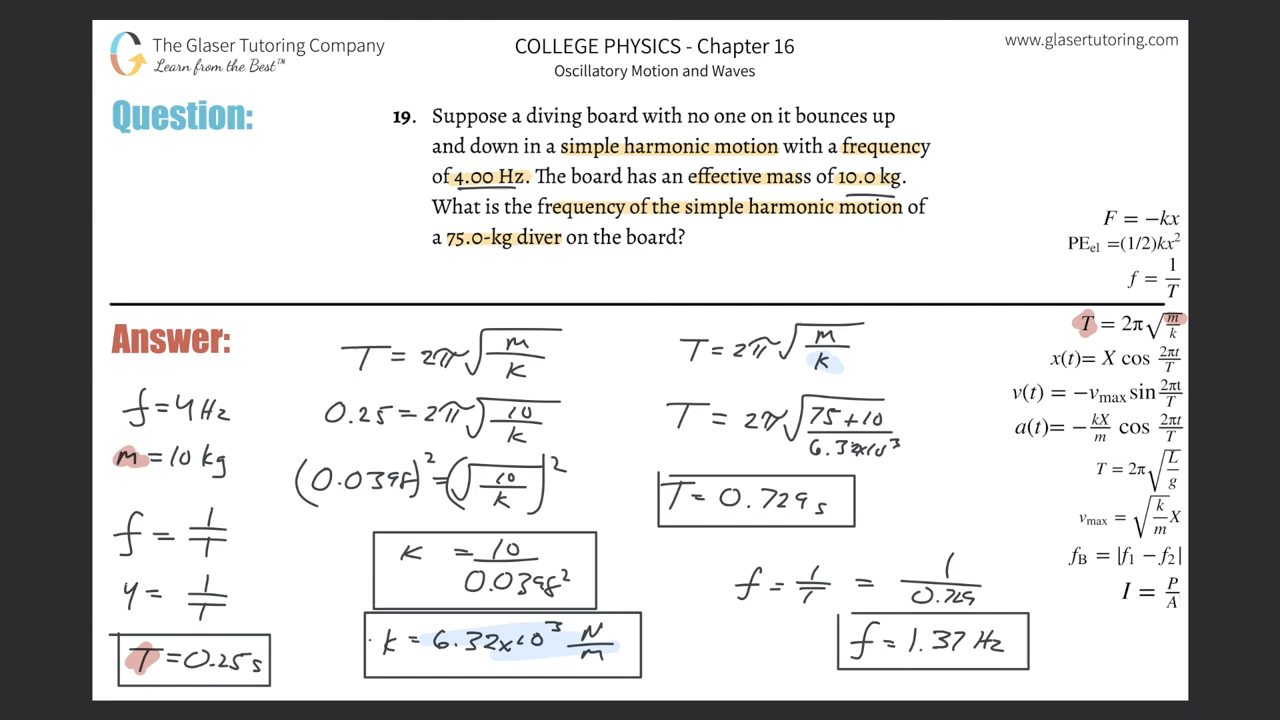 The Glaser Tutoring Company
Learn from the Best™
COLLEGE PHYSICS - Chapter 16
Oscillatory Motion and Waves
www.glasertutoring.com
Question:
19. Suppose a diving board with no one on it bounces up
and down in a simple harmonic motion with a frequency
of 4.00 Hz. The board has an effective mass of 10.0 kg.
What is the frequency of the simple harmonic motion of
a 75.0-kg diver on the board?
F = −kx
PEel =(1/2)kx²
f = 1/T
T = 2π√(m/k)
x(t)= X cos 2πt/T
v(t) = −vmax sin 2πt/T
a(t)= − kX/m cos 2πt/T
T = 2π√(L/g)
vmax = √(k/m) X
fB = |f1 − f2|
I = P/A
Answer:
f = 4 Hz
m = 10 kg
f = 1/T
4 = 1/T
T = 0.25 s
T = 2π√(m/k)
0.25 = 2π√(10/k)
(0.0398)² = (√(10/k))²
k = 10/0.0398²
k = 6.32x10³ N/m
T = 2π√(m/k)
T = 2π√((75+10)/(6.32x10³))
T = 0.729 s
f = 1/T = 1/0.729
f = 1.37 Hz